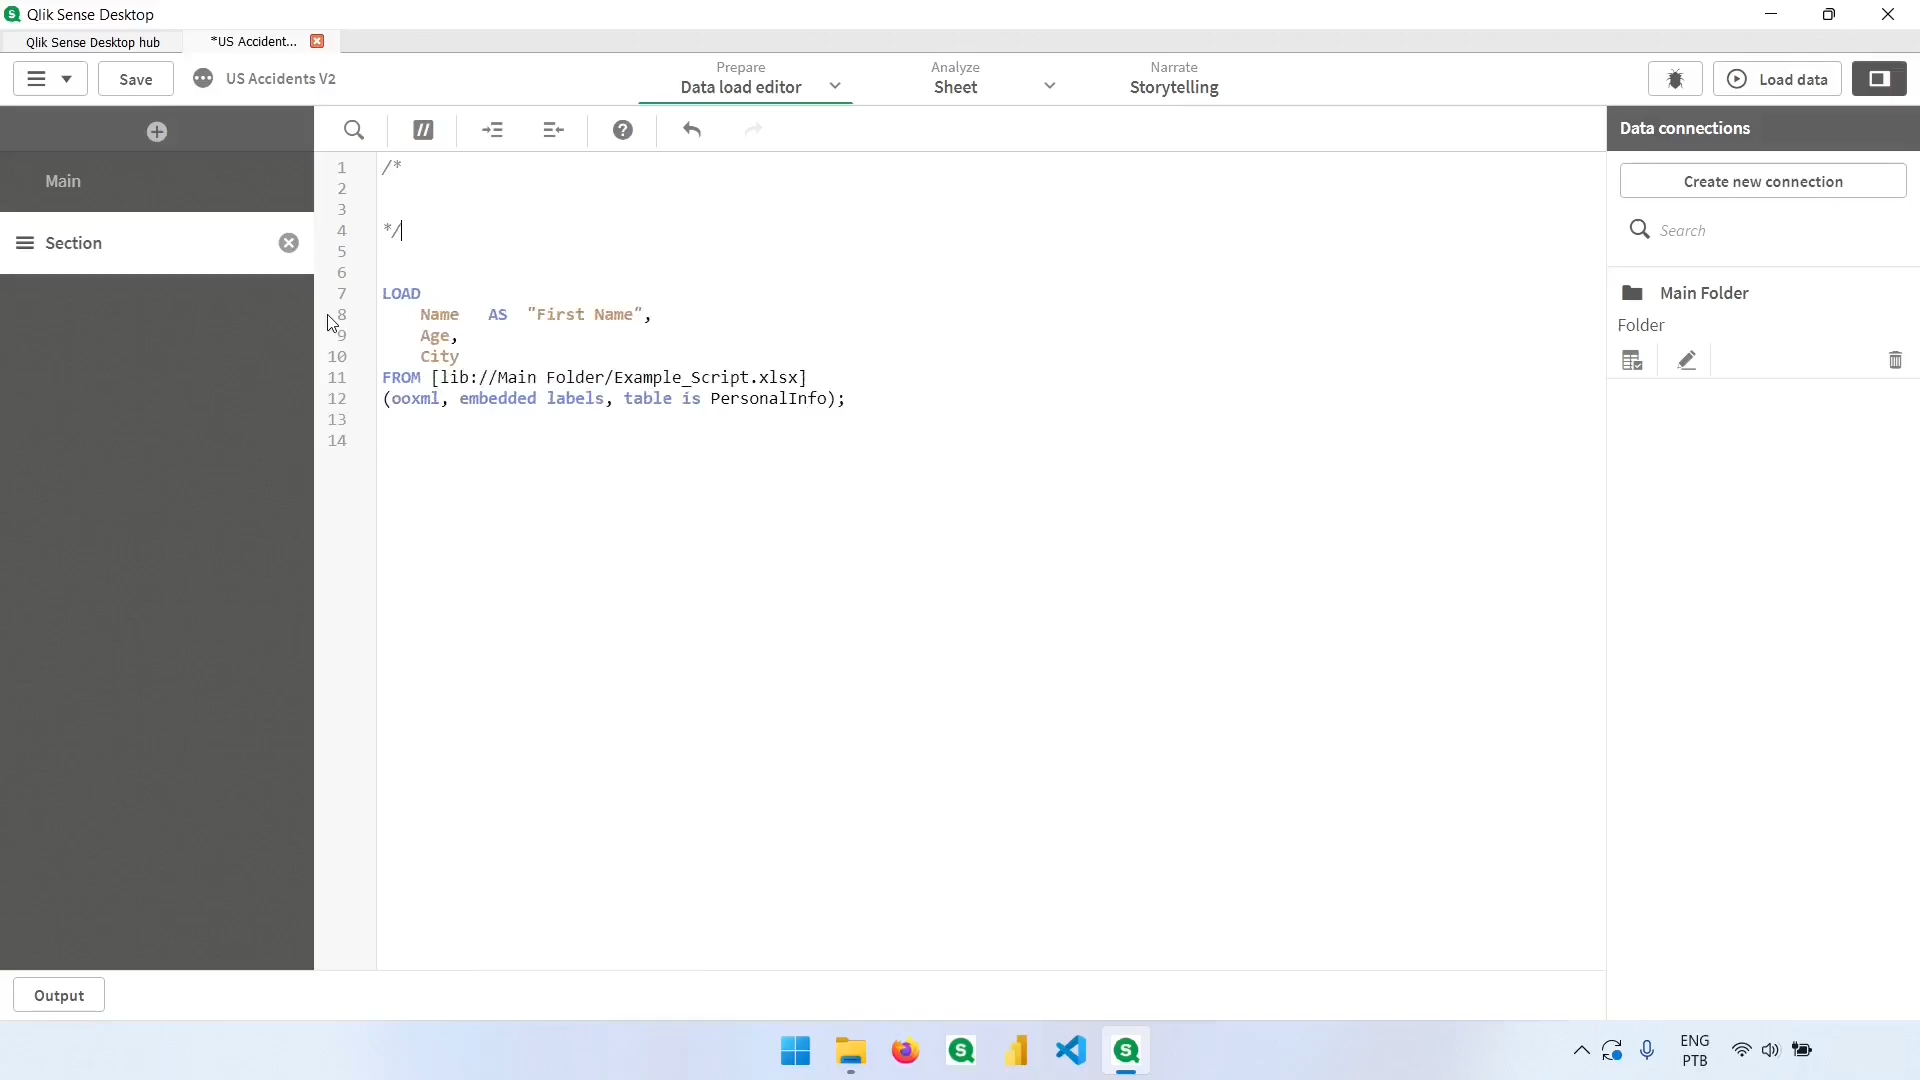 Qlik Sense Desktop
Qlik Sense Desktop hub
*US Accident...
Save
US Accidents V2
Prepare
Data load editor
Analyze
Sheet
Narrate
Storytelling
Load data
Main
Section
1 /*
2
3
4 */
5
6
7 LOAD
8 Name AS "First Name",
9 Age,
10 City
11 FROM [lib://Main Folder/Example_Script.xlsx]
12 (ooxml, embedded labels, table is PersonalInfo);
13
14
Data connections
Create new connection
Search
Main Folder
Folder
Output
ENG
PTB